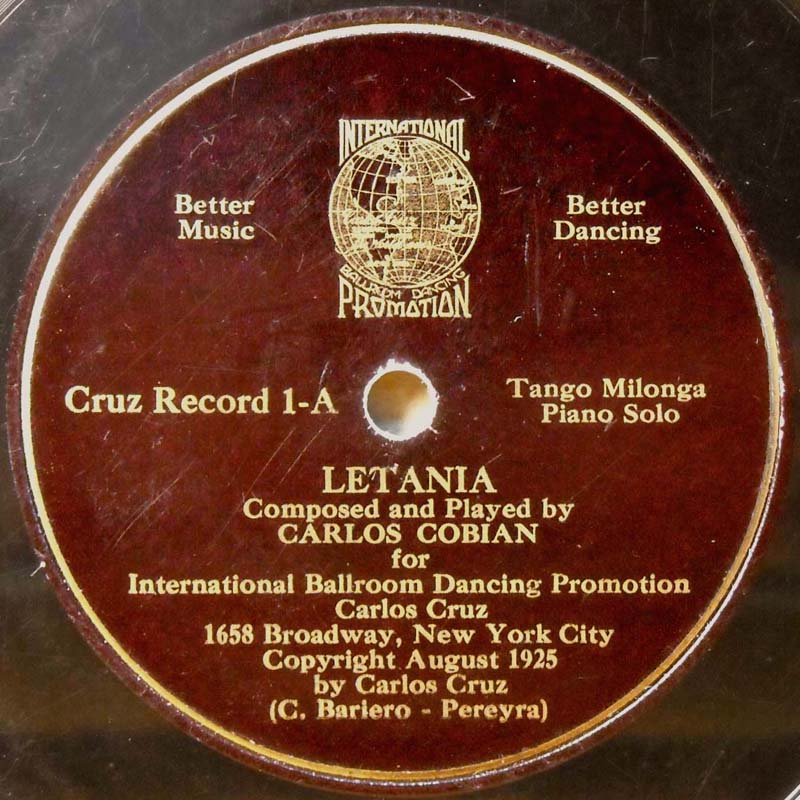 INTERNATIONAL
BALLROOM DANCING
PROMOTION
Better
Music
Better
Dancing
Cruz Record 1-A
Tango Milonga
Piano Solo
LETANIA
Composed and Played by
CARLOS COBIAN
for
International Ballroom Dancing Promotion
Carlos Cruz
1658 Broadway, New York City
Copyright August 1925
by Carlos Cruz
(C. Bariero - Pereyra)